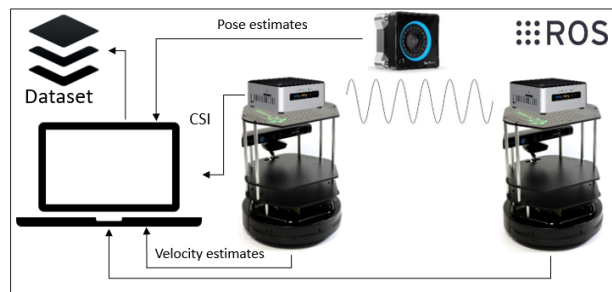 Pose estimates
ROS
Dataset
CSI
Velocity estimates